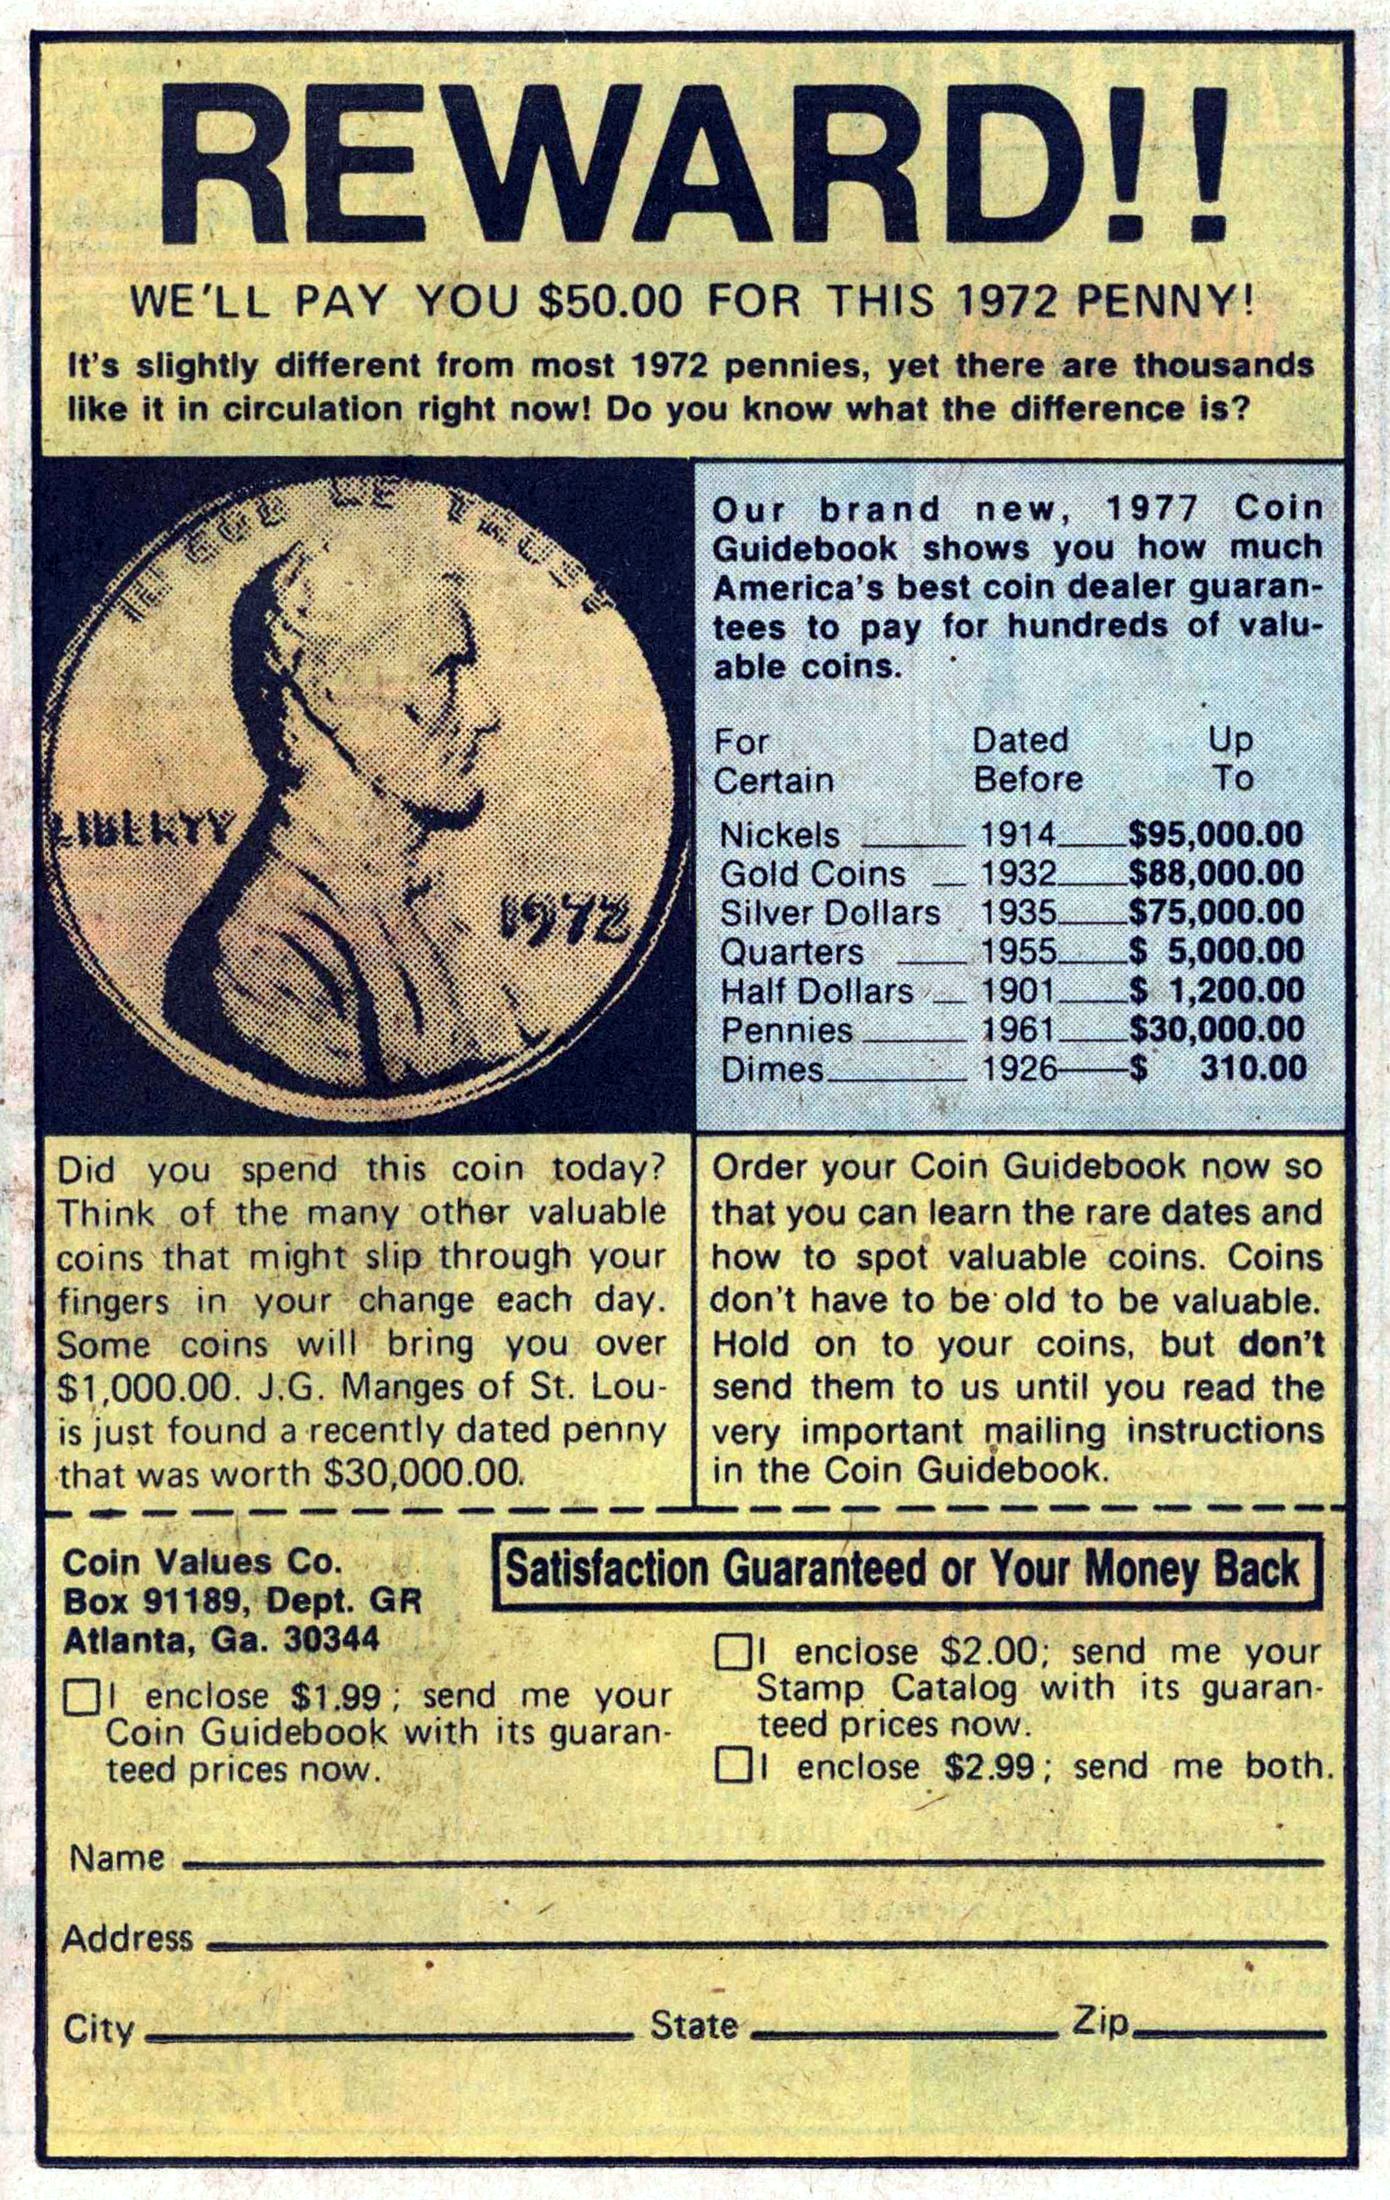 REWARD!!
WE'LL PAY YOU $50.00 FOR THIS 1972 PENNY!
It's slightly different from most 1972 pennies, yet there are thousands
like it in circulation right now! Do you know what the difference is?
IN GOD WE TRUST
LIBERTY
1972
Our brand new, 1977 Coin
Guidebook shows you how much
America's best coin dealer guaran-
tees to pay for hundreds of valu-
able coins.
For Dated Up
Certain Before To
Nickels 1914 $95,000.00
Gold Coins 1932 $88,000.00
Silver Dollars 1935 $75,000.00
Quarters 1955 $ 5,000.00
Half Dollars 1901 $ 1,200.00
Pennies 1961 $30,000.00
Dimes 1926 $ 310.00
Did you spend this coin today?
Think of the many other valuable
coins that might slip through your
fingers in your change each day.
Some coins will bring you over
$1,000.00. J.G. Manges of St. Lou-
is just found a recently dated penny
that was worth $30,000.00.
Order your Coin Guidebook now so
that you can learn the rare dates and
how to spot valuable coins. Coins
don't have to be old to be valuable.
Hold on to your coins, but don't
send them to us until you read the
very important mailing instructions
in the Coin Guidebook.
Coin Values Co.
Box 91189, Dept. GR
Atlanta, Ga. 30344
I enclose $1.99; send me your
Coin Guidebook with its guaran-
teed prices now.
Satisfaction Guaranteed or Your Money Back
I enclose $2.00; send me your
Stamp Catalog with its guaran-
teed prices now.
I enclose $2.99; send me both.
Name
Address
City State Zip